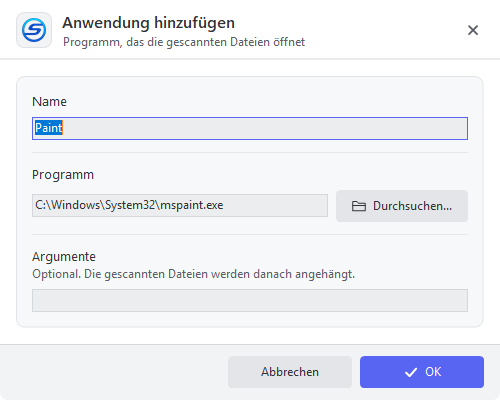 Anwendung hinzufügen
Programm, das die gescannten Dateien öffnet
Name
Paint
Programm
C:\Windows\System32\mspaint.exe
Durchsuchen...
Argumente
Optional. Die gescannten Dateien werden danach angehängt.
Abbrechen
OK